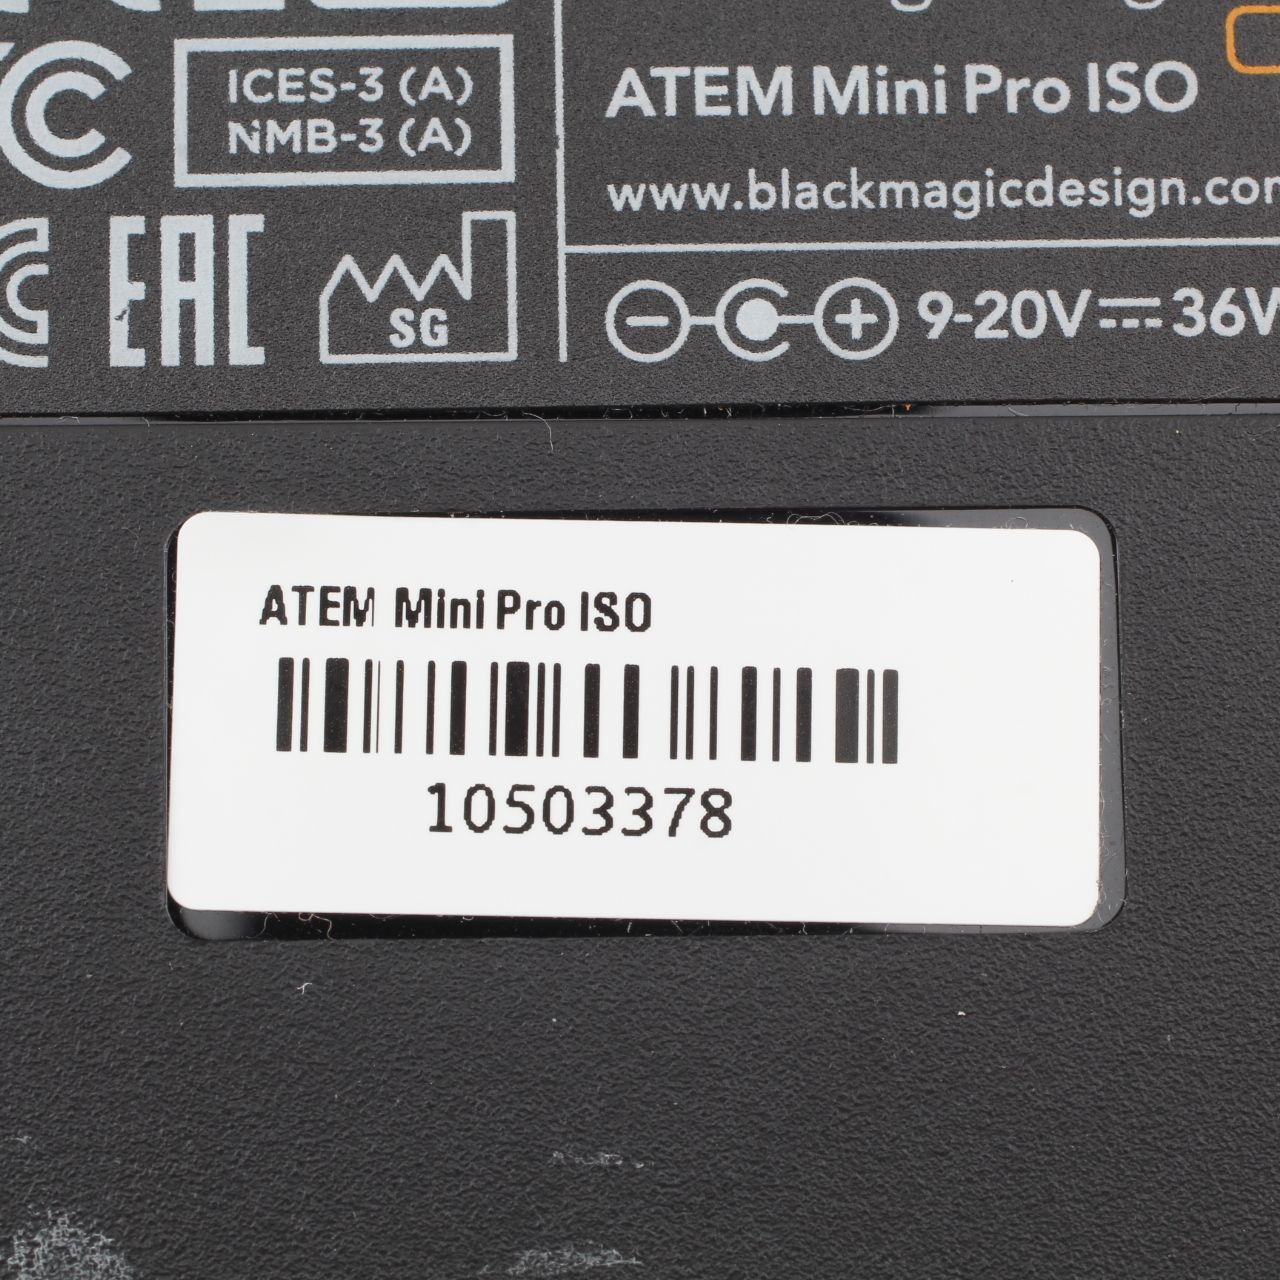 ICES-3 (A)
NMB-3 (A)
EAC
SG
ATEM Mini Pro ISO
www.blackmagicdesign.com
9-20V⎓36W
ATEM Mini Pro ISO
10503378